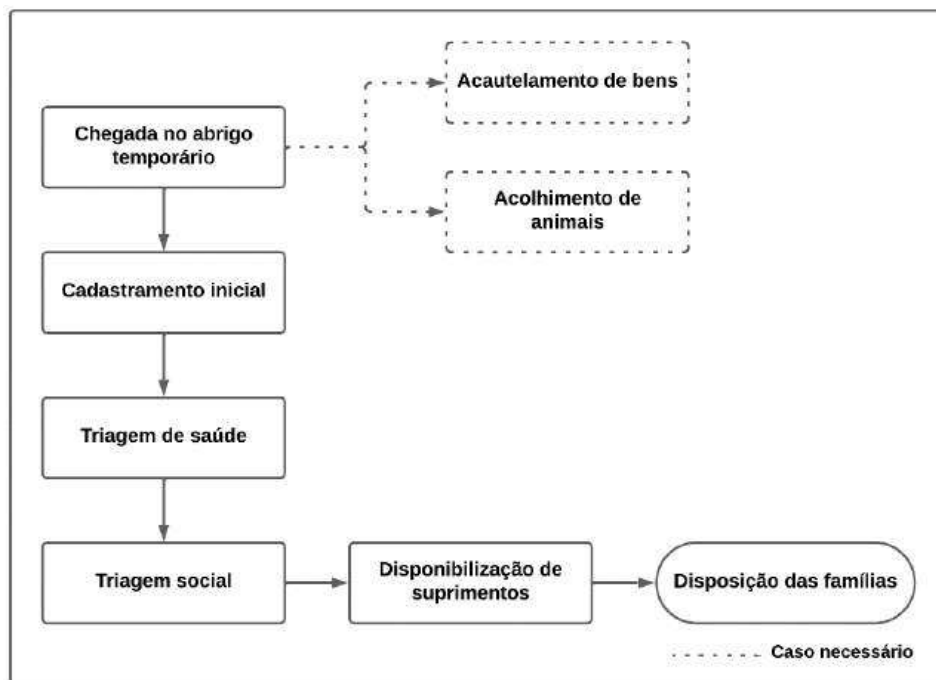 Acautelamento de bens
Chegada no abrigo
temporário
Acolhimento de
animais
Cadastramento inicial
Triagem de saúde
Triagem social
Disponibilização de
suprimentos
Disposição das famílias
Caso necessário